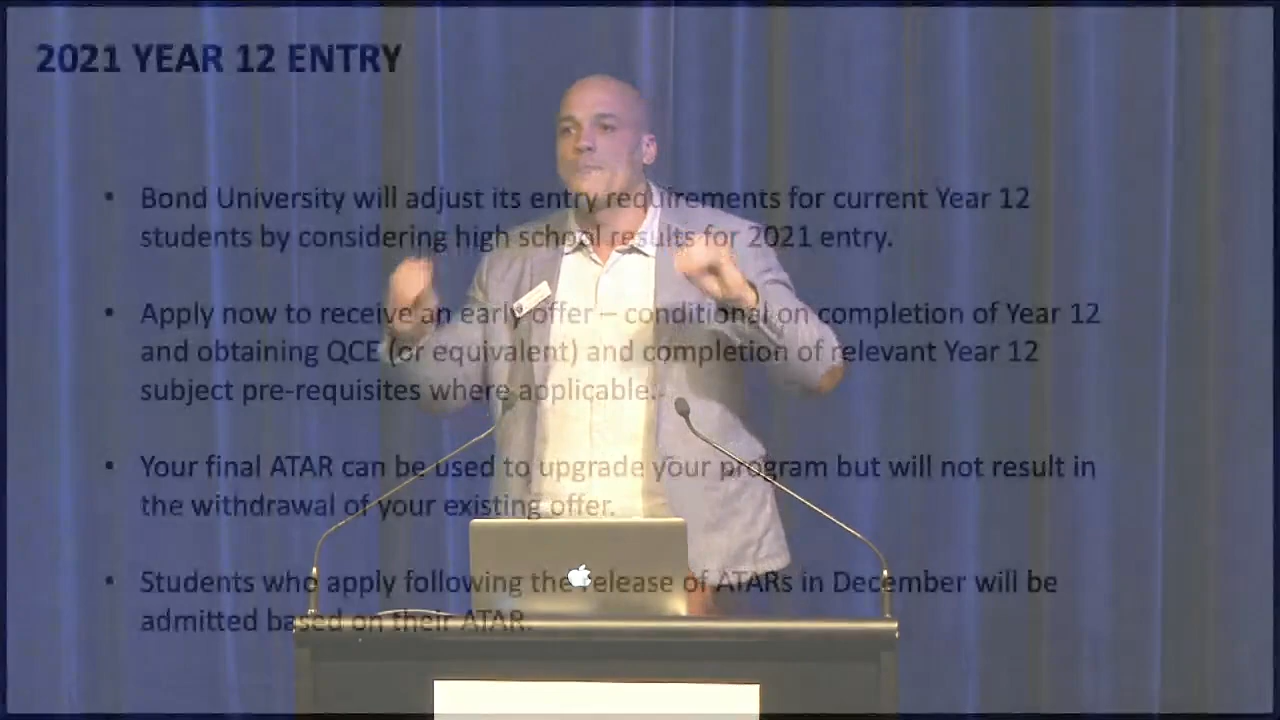 2021 YEAR 12 ENTRY
• Bond University will adjust its entry requirements for current Year 12
students by considering high school results for 2021 entry.
• Apply now to receive an early offer – conditional on completion of Year 12
and obtaining QCE (or equivalent) and completion of relevant Year 12
subject pre-requisites where applicable.
• Your final ATAR can be used to upgrade your program but will not result in
the withdrawal of your existing offer.
• Students who apply following the release of ATARs in December will be
admitted based on their ATAR.